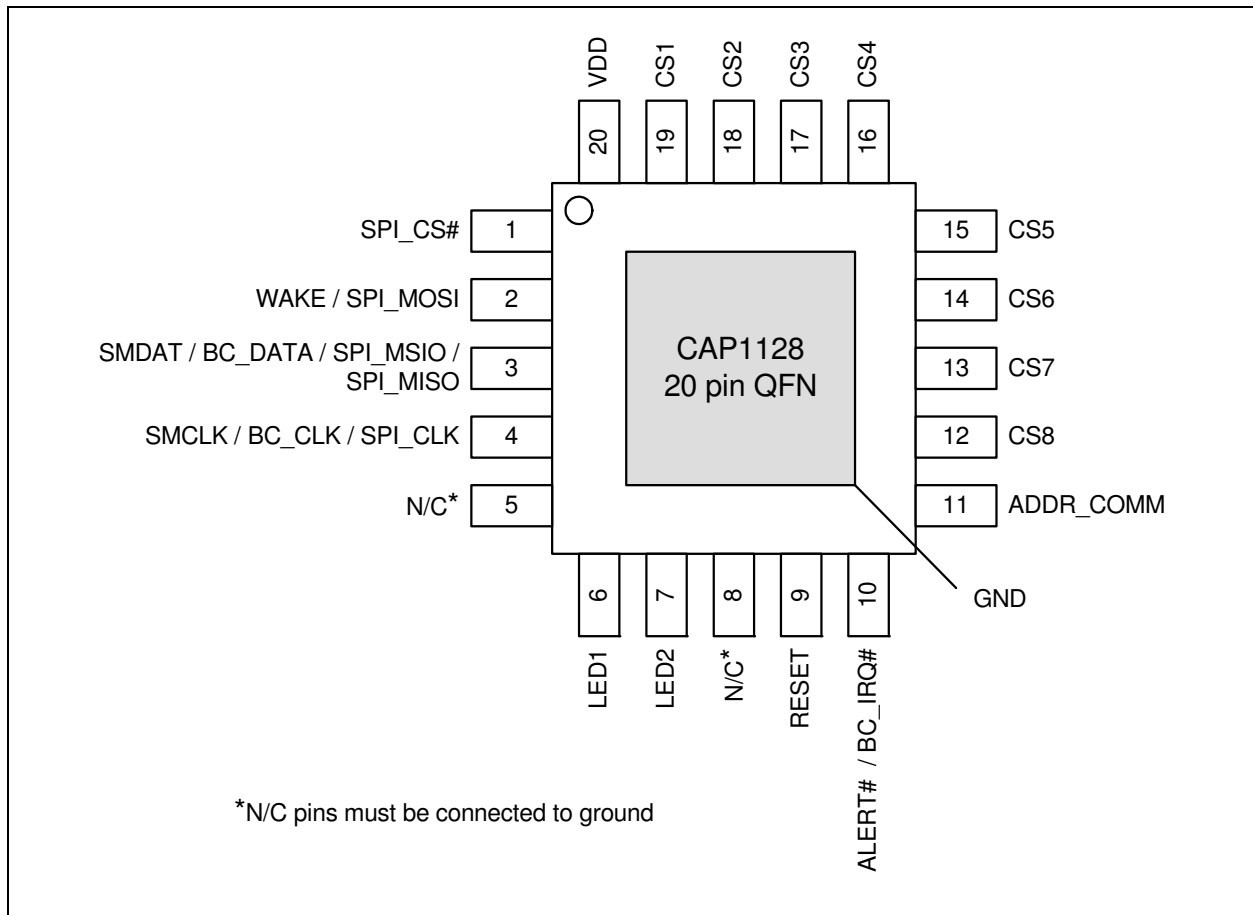 VDD
CS1
CS2
CS3
CS4
20
19
18
17
16
SPI_CS#
1
15
CS5
WAKE / SPI_MOSI
2
14
CS6
SMDAT / BC_DATA / SPI_MSIO /
SPI_MISO
3
13
CS7
SMCLK / BC_CLK / SPI_CLK
4
12
CS8
N/C*
5
11
ADDR_COMM
CAP1128
20 pin QFN
GND
6
7
8
9
10
LED1
LED2
N/C*
RESET
ALERT# / BC_IRQ#
*N/C pins must be connected to ground